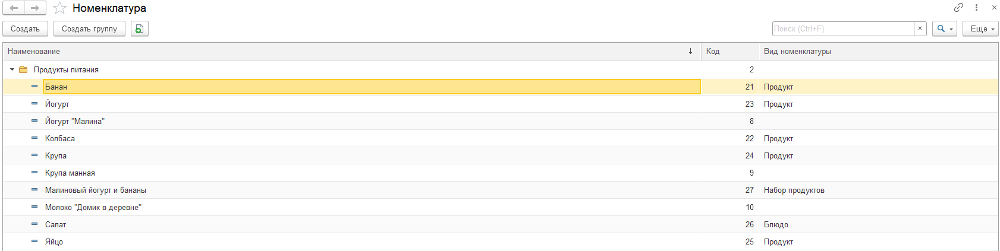 Номенклатура
Создать Создать группу Поиск (Ctrl+F) × Еще
Наименование ↓ Код Вид номенклатуры
Продукты питания 2
Банан 21 Продукт
Йогурт 23 Продукт
Йогурт "Малина" 8
Колбаса 22 Продукт
Крупа 24 Продукт
Крупа манная 9
Малиновый йогурт и бананы 27 Набор продуктов
Молоко "Домик в деревне" 10
Салат 26 Блюдо
Яйцо 25 Продукт